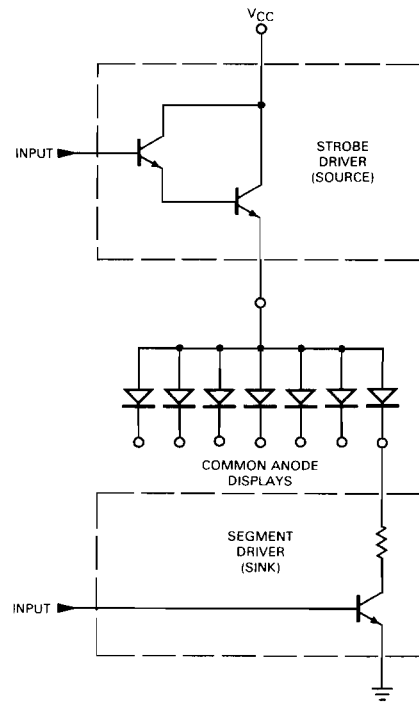 VCC
INPUT
STROBE
DRIVER
(SOURCE)
COMMON ANODE
DISPLAYS
SEGMENT
DRIVER
(SINK)
INPUT